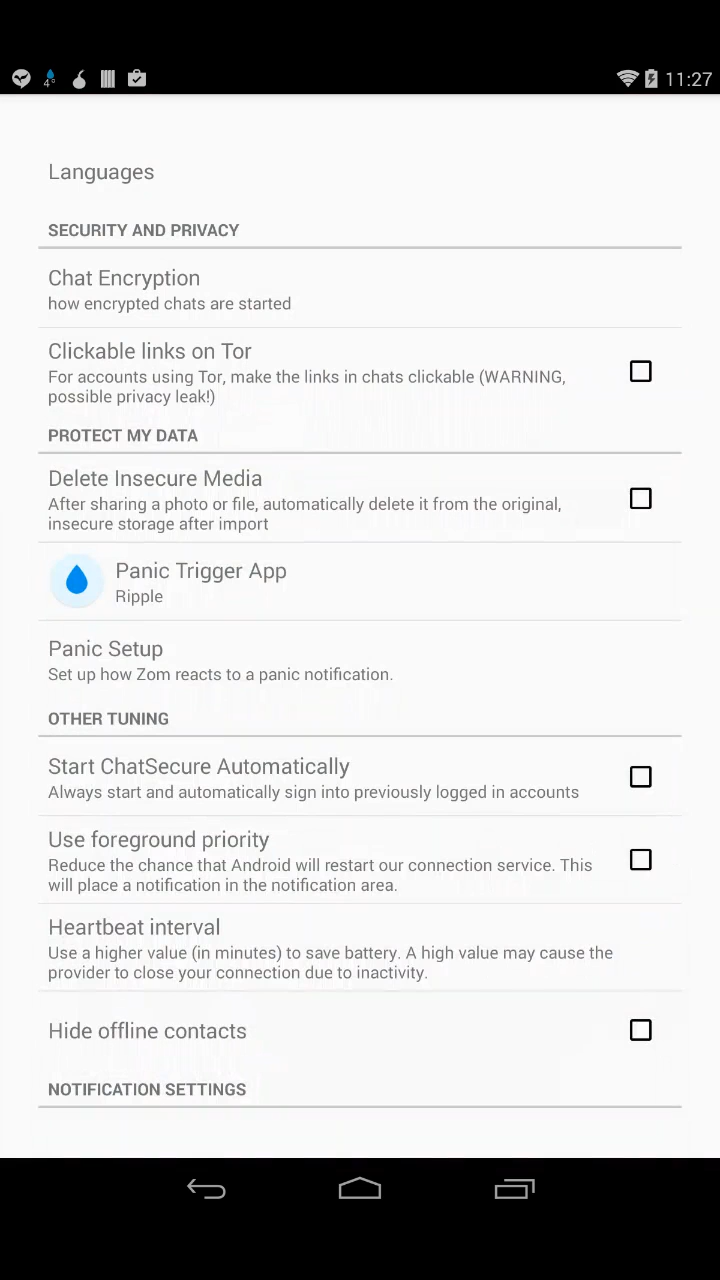 4°
11:27
Languages
SECURITY AND PRIVACY
Chat Encryption
how encrypted chats are started
Clickable links on Tor
For accounts using Tor, make the links in chats clickable (WARNING,
possible privacy leak!)
PROTECT MY DATA
Delete Insecure Media
After sharing a photo or file, automatically delete it from the original,
insecure storage after import
Panic Trigger App
Ripple
Panic Setup
Set up how Zom reacts to a panic notification.
OTHER TUNING
Start ChatSecure Automatically
Always start and automatically sign into previously logged in accounts
Use foreground priority
Reduce the chance that Android will restart our connection service. This
will place a notification in the notification area.
Heartbeat interval
Use a higher value (in minutes) to save battery. A high value may cause the
provider to close your connection due to inactivity.
Hide offline contacts
NOTIFICATION SETTINGS